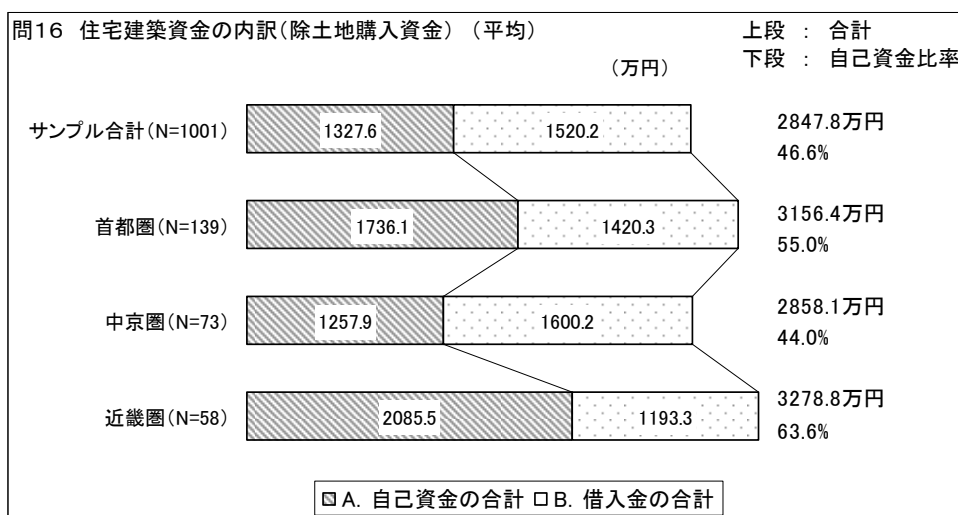 問16 住宅建築資金の内訳(除土地購入資金) (平均)
上段 : 合計
下段 : 自己資金比率
(万円)
サンプル合計(N=1001)
1327.6
1520.2
2847.8万円
46.6%
首都圏(N=139)
1736.1
1420.3
3156.4万円
55.0%
中京圏(N=73)
1257.9
1600.2
2858.1万円
44.0%
近畿圏(N=58)
2085.5
1193.3
3278.8万円
63.6%
A. 自己資金の合計 B. 借入金の合計